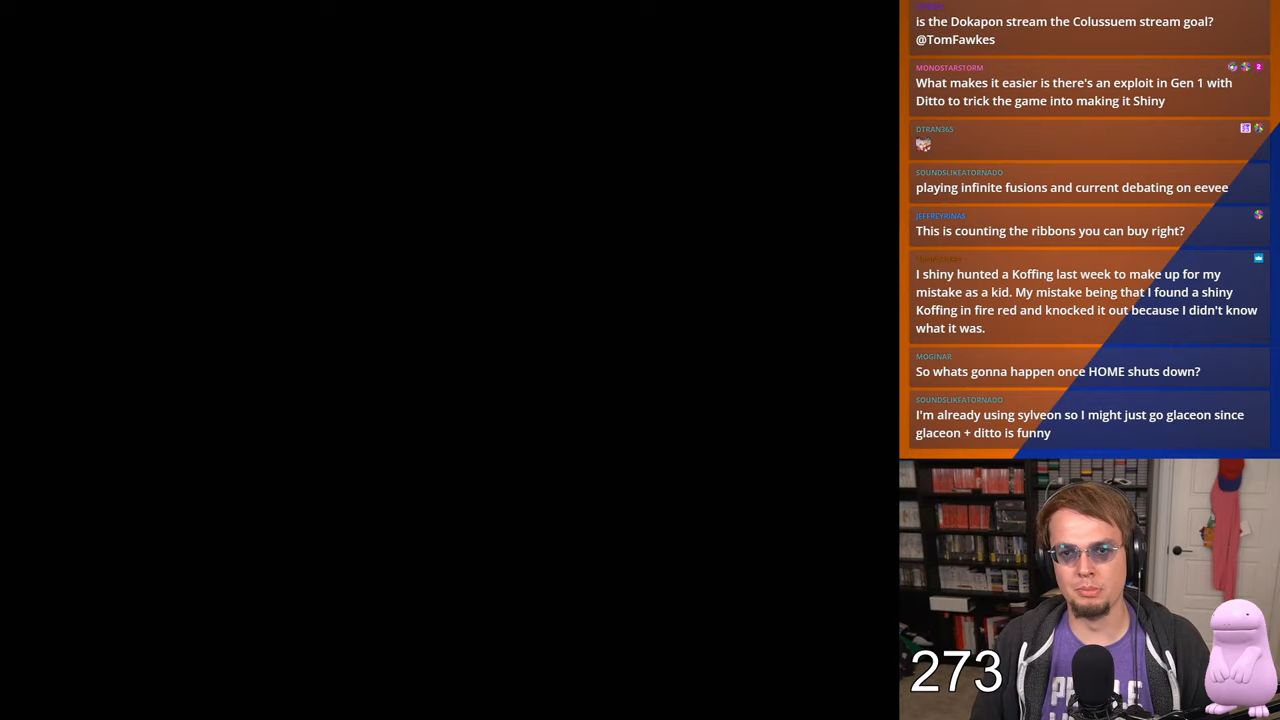 is the Dokapon stream the Colussuem stream goal?
@TomFawkes
MONOSTARSTORM
2
What makes it easier is there's an exploit in Gen 1 with
Ditto to trick the game into making it Shiny
DTRAN365
SOUNDSLIKEATORNADO
playing infinite fusions and current debating on eevee
JEFFREYRINAS
This is counting the ribbons you can buy right?
I shiny hunted a Koffing last week to make up for my
mistake as a kid. My mistake being that I found a shiny
Koffing in fire red and knocked it out because I didn't know
what it was.
MOGINAR
So whats gonna happen once HOME shuts down?
SOUNDSLIKEATORNADO
I'm already using sylveon so I might just go glaceon since
glaceon + ditto is funny
273